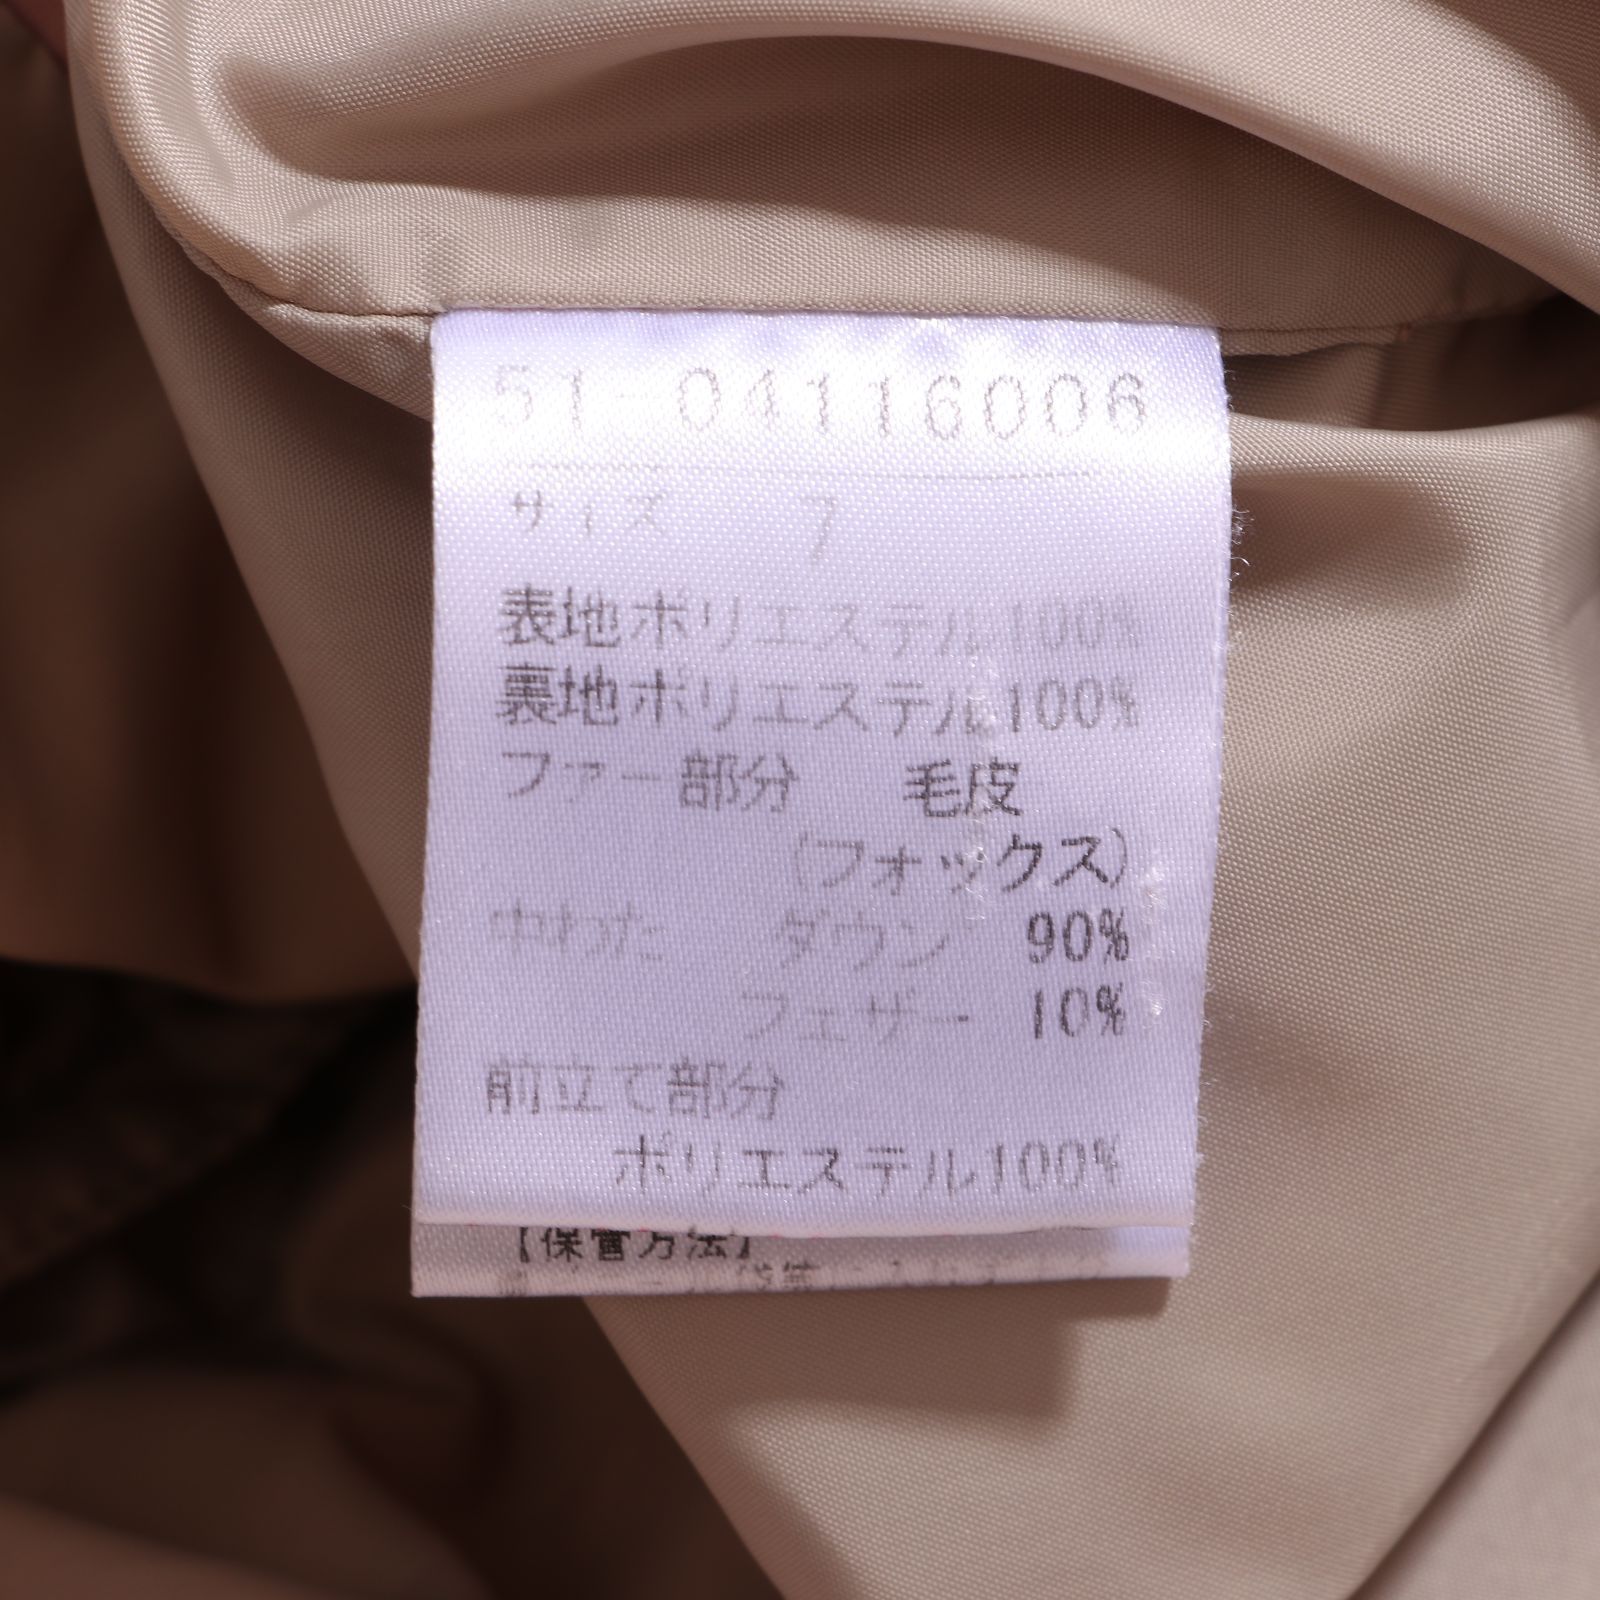 51-04116006
サイズ 7
表地ポリエステル100%
裏地ポリエステル100%
ファー部分 毛皮
(フォックス)
中わた ダウン 90%
フェザー 10%
前立て部分
ポリエステル100%
【保管方法】